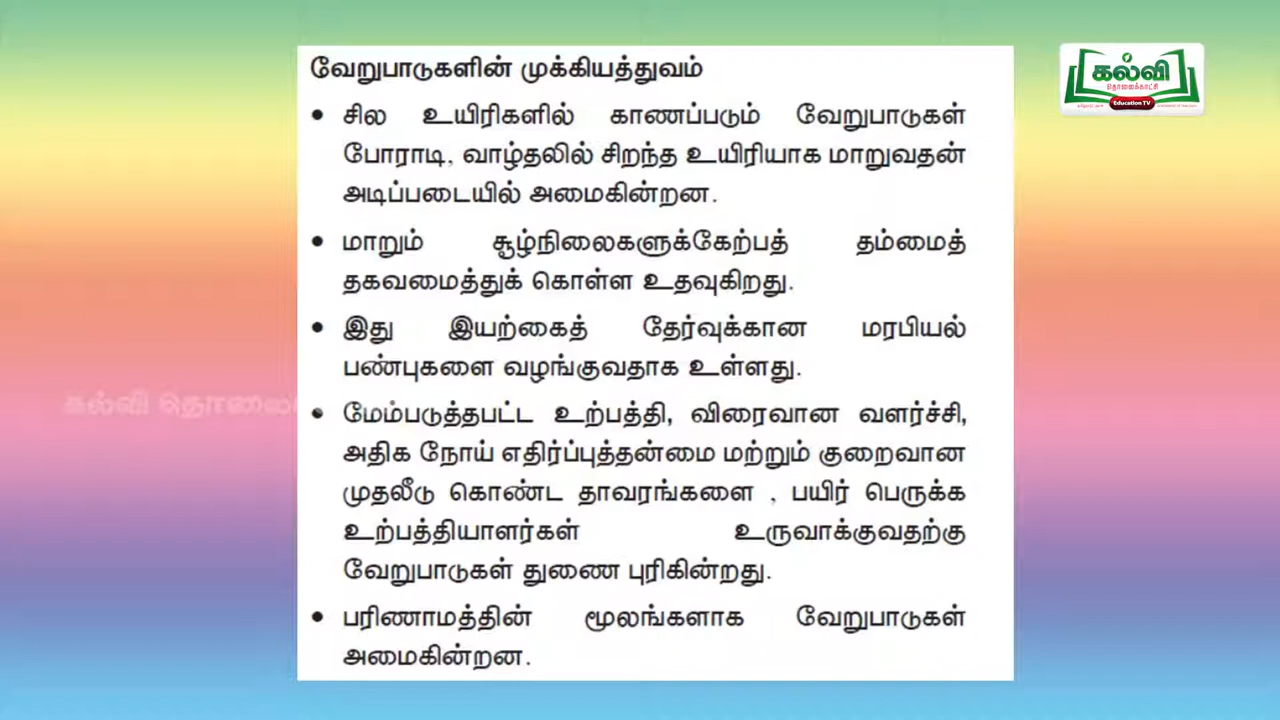 வேறுபாடுகளின் முக்கியத்துவம்
• சில உயிரிகளில் காணப்படும் வேறுபாடுகள்
போராடி, வாழ்தலில் சிறந்த உயிரியாக மாறுவதன்
அடிப்படையில் அமைகின்றன.
• மாறும் சூழ்நிலைகளுக்கேற்பத் தம்மைத்
தகவமைத்துக் கொள்ள உதவுகிறது.
• இது இயற்கைத் தேர்வுக்கான மரபியல்
பண்புகளை வழங்குவதாக உள்ளது.
• மேம்படுத்தபட்ட உற்பத்தி, விரைவான வளர்ச்சி,
அதிக நோய் எதிர்ப்புத்தன்மை மற்றும் குறைவான
முதலீடு கொண்ட தாவரங்களை , பயிர் பெருக்க
உற்பத்தியாளர்கள் உருவாக்குவதற்கு
வேறுபாடுகள் துணை புரிகின்றது.
• பரிணாமத்தின் மூலங்களாக வேறுபாடுகள்
அமைகின்றன.
கல்வி
தொலைக்காட்சி
Education TV
கல்வி